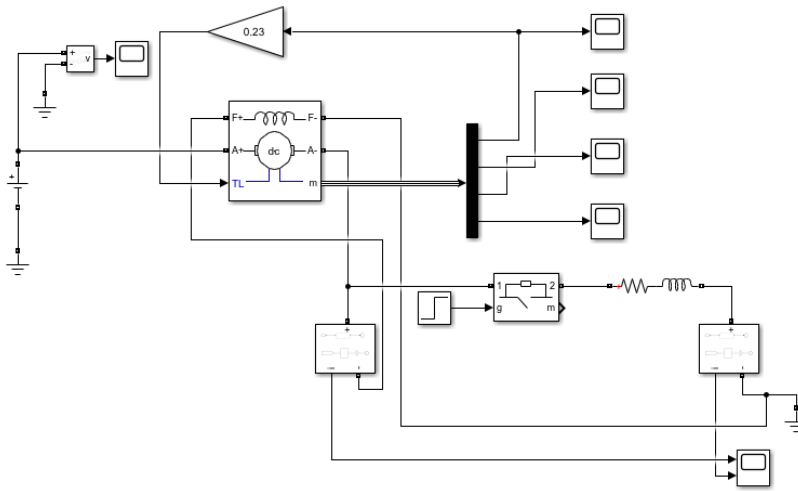 0.23
+
v
-
F+
F-
A+
dc
A-
TL
m
+
1
2
g
m
+
+
+